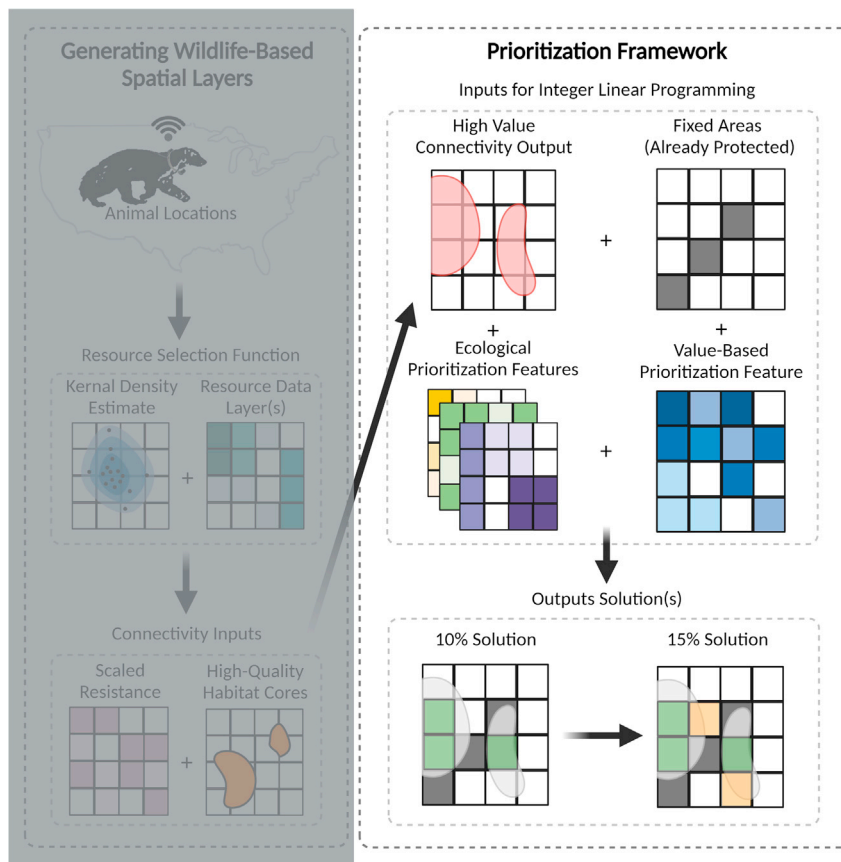 Generating Wildlife-Based
Spatial Layers
Animal Locations
Resource Selection Function
Kernal Density
Estimate
Resource Data
Layer(s)
+
Connectivity Inputs
Scaled
Resistance
High-Quality
Habitat Cores
+
Prioritization Framework
Inputs for Integer Linear Programming
High Value
Connectivity Output
Fixed Areas
(Already Protected)
+
+
+
Ecological
Prioritization Features
Value-Based
Prioritization Feature
+
Outputs Solution(s)
10% Solution
15% Solution